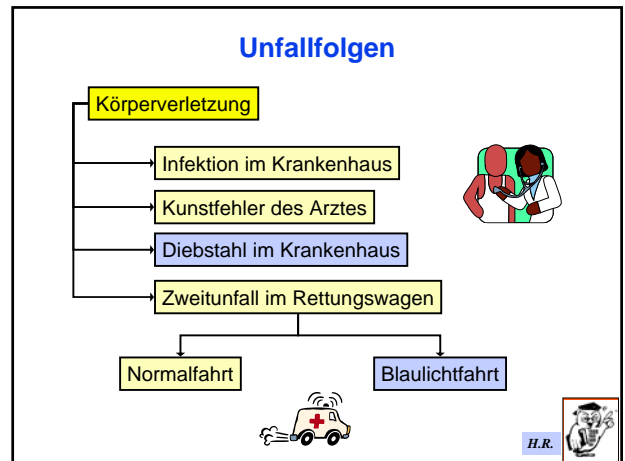 Unfallfolgen
Körperverletzung
Infektion im Krankenhaus
Kunstfehler des Arztes
Diebstahl im Krankenhaus
Zweitunfall im Rettungswagen
Normalfahrt
Blaulichtfahrt
H.R.